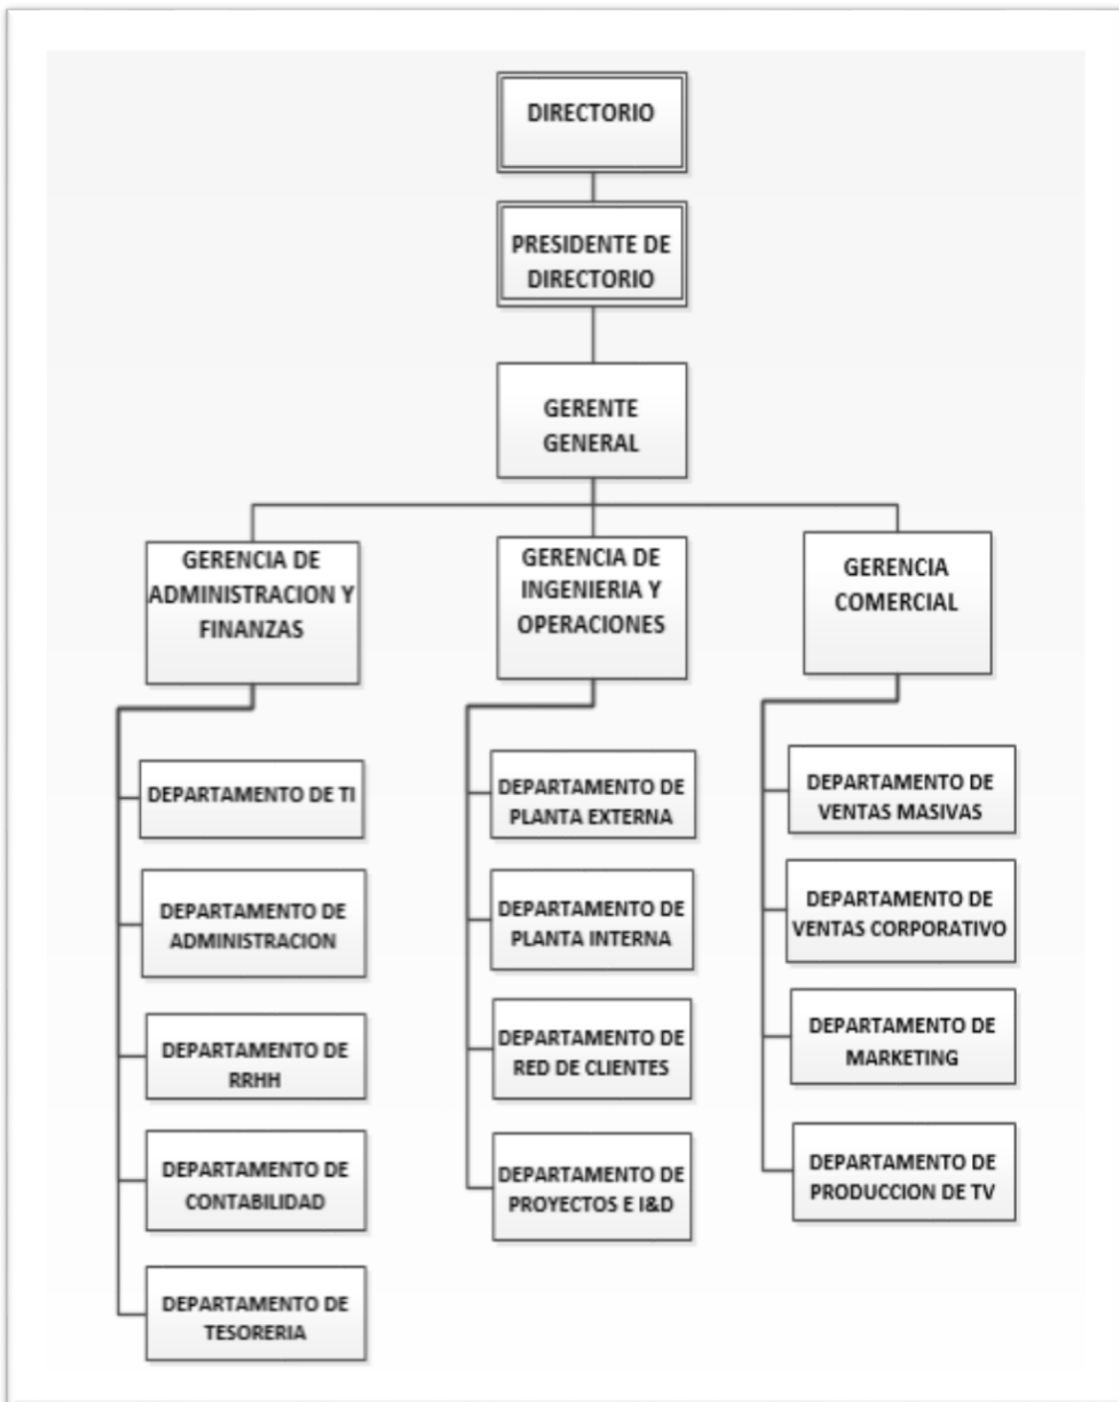 DIRECTORIO
PRESIDENTE DE
DIRECTORIO
GERENTE
GENERAL
GERENCIA DE
ADMINISTRACION Y
FINANZAS
GERENCIA DE
INGENIERIA Y
OPERACIONES
GERENCIA
COMERCIAL
DEPARTAMENTO DE TI
DEPARTAMENTO DE
ADMINISTRACION
DEPARTAMENTO DE
RRHH
DEPARTAMENTO DE
CONTABILIDAD
DEPARTAMENTO DE
TESORERIA
DEPARTAMENTO DE
PLANTA EXTERNA
DEPARTAMENTO DE
PLANTA INTERNA
DEPARTAMENTO DE
RED DE CLIENTES
DEPARTAMENTO DE
PROYECTOS E I&D
DEPARTAMENTO DE
VENTAS MASIVAS
DEPARTAMENTO DE
VENTAS CORPORATIVO
DEPARTAMENTO DE
MARKETING
DEPARTAMENTO DE
PRODUCCION DE TV